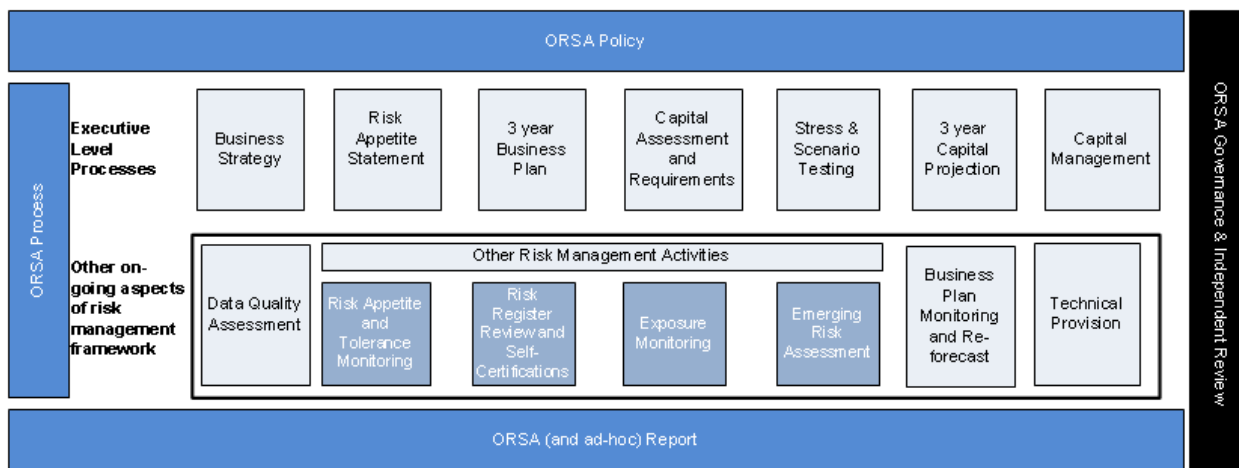 ORSA Policy
ORSA Process
Executive
Level
Processes
Business
Strategy
Risk
Appetite
Statement
3 year
Business
Plan
Capital
Assessment
and
Requirements
Stress &
Scenario
Testing
3 year
Capital
Projection
Capital
Management
Other on-
going aspects
of risk
management
framework
Data Quality
Assessment
Other Risk Management Activities
Risk Appetite
and
Tolerance
Monitoring
Risk
Register
Review and
Self-
Certifications
Exposure
Monitoring
Emerging
Risk
Assessment
Business
Plan
Monitoring
and Re-
forecast
Technical
Provision
ORSA (and ad-hoc) Report
ORSA Governance & Independent Review